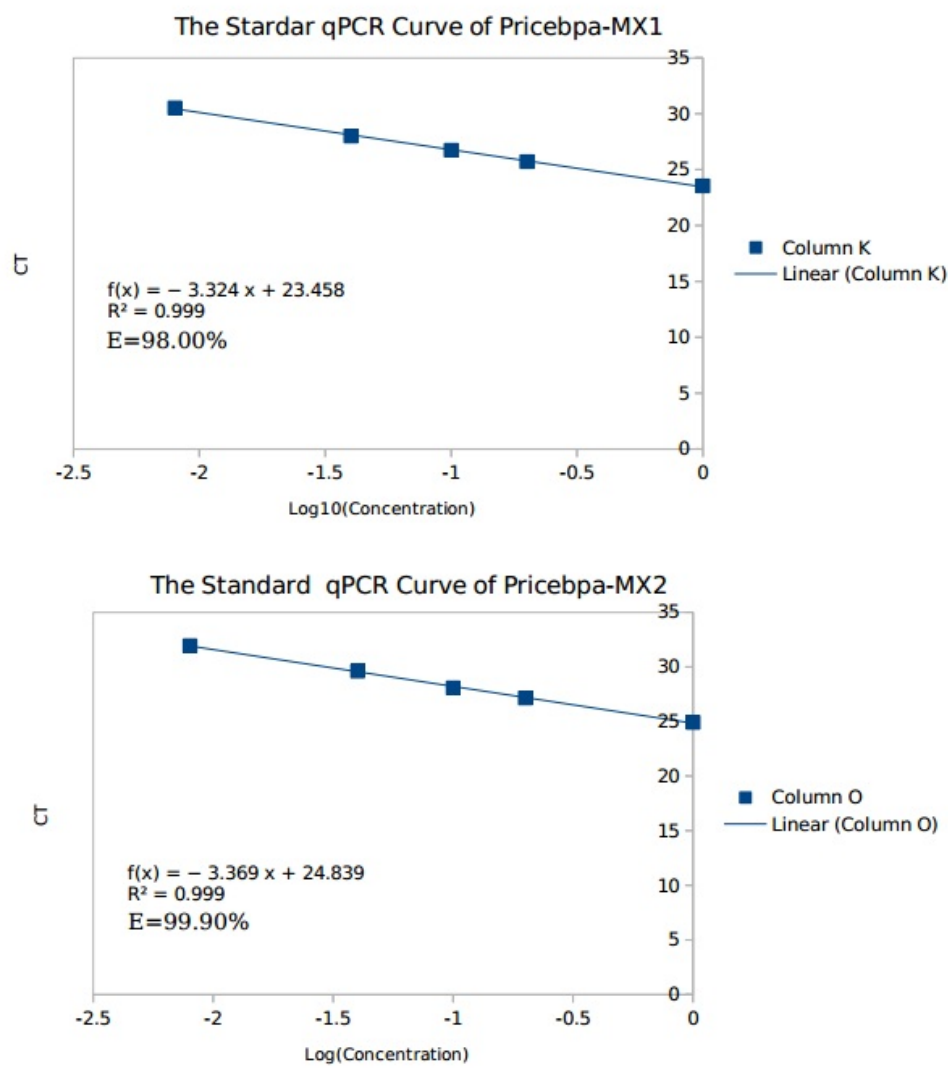 The Stardar qPCR Curve of Pricebpa-MX1
35
30
25
20
15
10
5
0
CT
f(x) = − 3.324 x + 23.458
R² = 0.999
E=98.00%
Column K
Linear (Column K)
-2.5 -2 -1.5 -1 -0.5 0
Log10(Concentration)
The Standard qPCR Curve of Pricebpa-MX2
35
30
25
20
15
10
5
0
CT
f(x) = − 3.369 x + 24.839
R² = 0.999
E=99.90%
Column O
Linear (Column O)
-2.5 -2 -1.5 -1 -0.5 0
Log(Concentration)